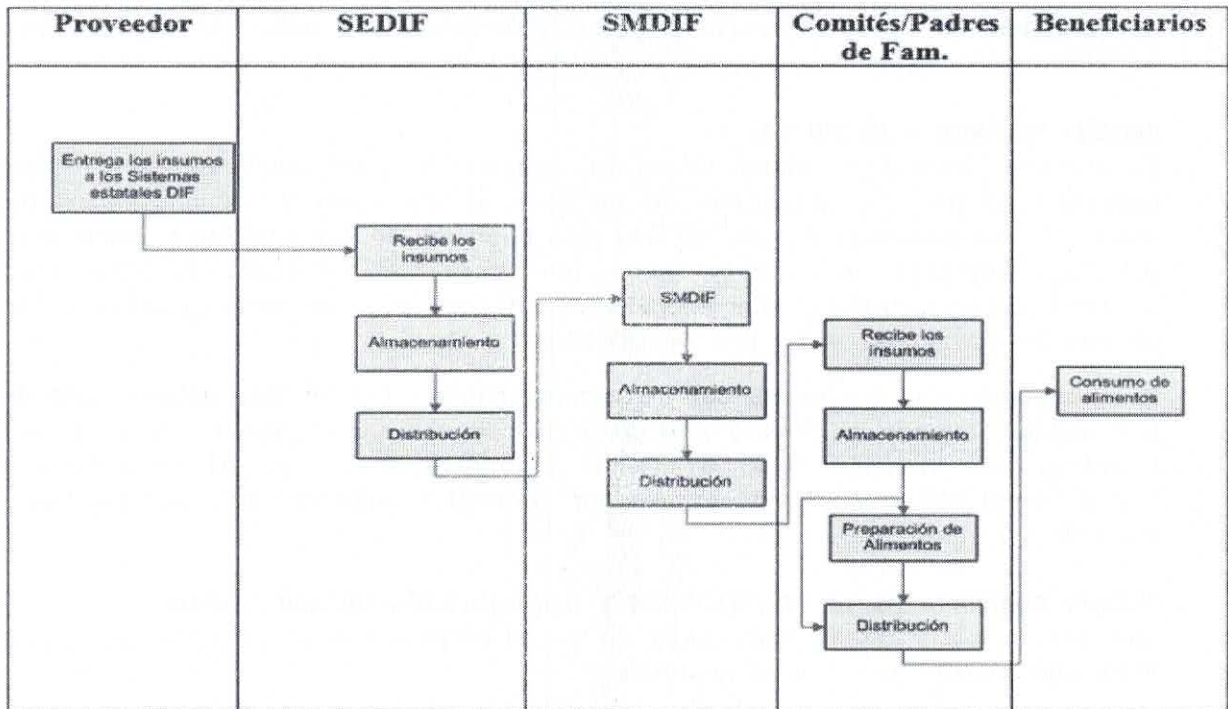 Proveedor
SEDIF
SMDIF
Comités/Padres
de Fam.
Beneficiarios
Entrega los insumos
a los Sistemas
estatales DIF
Recibe los
insumos
Almacenamiento
Distribución
SMDIF
Almaconamiento
Distribución
Recibe los
insumos
Almacenamiento
Preparación de
Alimentos
Distribución
Consumo de
alimentos